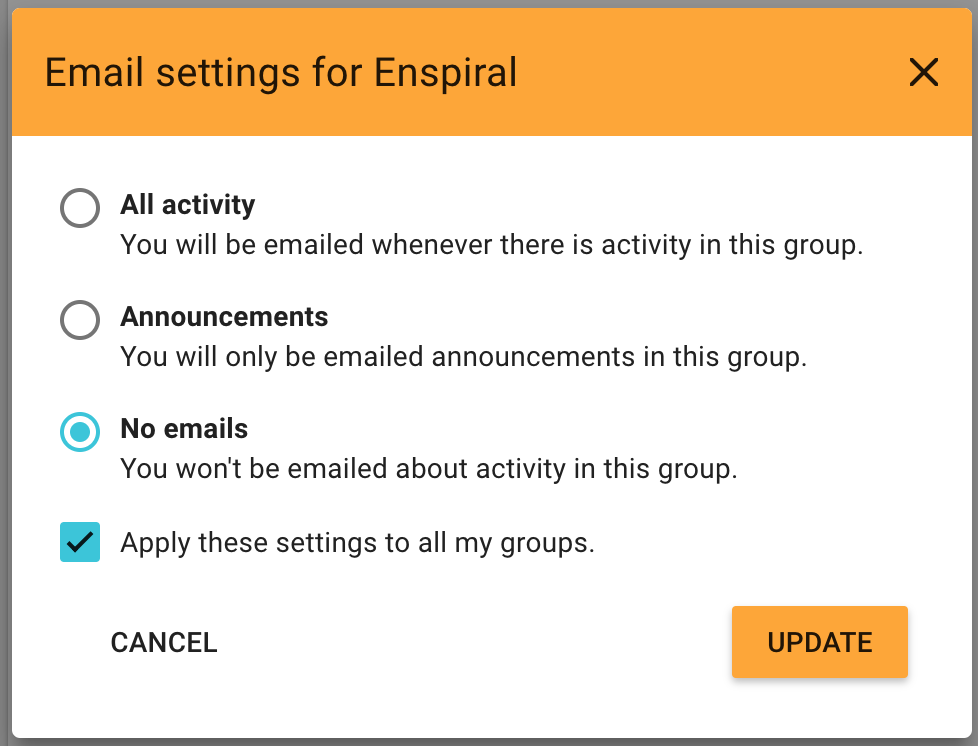 Email settings for Enspiral
All activity
You will be emailed whenever there is activity in this group.
Announcements
You will only be emailed announcements in this group.
No emails
You won't be emailed about activity in this group.
Apply these settings to all my groups.
CANCEL
UPDATE